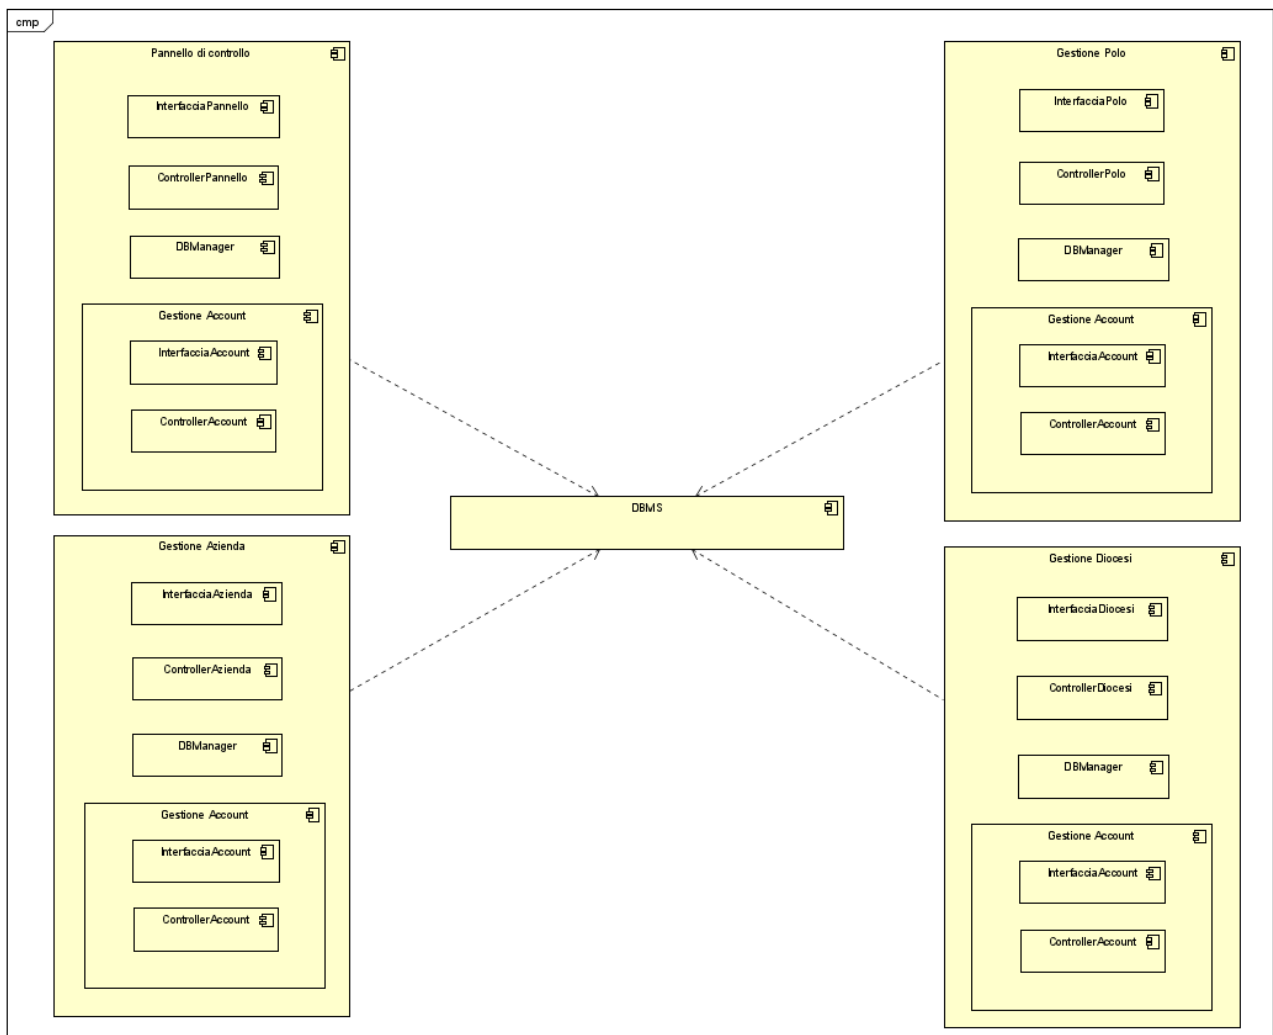 cmp
Pannello di controllo
InterfacciaPannello
ControllerPannello
DBManager
Gestione Account
InterfacciaAccount
ControllerAccount
Gestione Polo
InterfacciaPolo
ControllerPolo
DBManager
Gestione Account
InterfacciaAccount
ControllerAccount
DBMS
Gestione Azienda
InterfacciaAzienda
ControllerAzienda
DBManager
Gestione Account
InterfacciaAccount
ControllerAccount
Gestione Diocesi
InterfacciaDiocesi
ControllerDiocesi
DBManager
Gestione Account
InterfacciaAccount
ControllerAccount